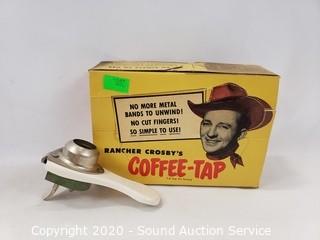 NO MORE METAL
BANDS TO UNWIND!
NO CUT FINGERS!
SO SIMPLE TO USE!
RANCHER CROSBY'S
COFFEE-TAP
Copyright 2020 - Sound Auction Service